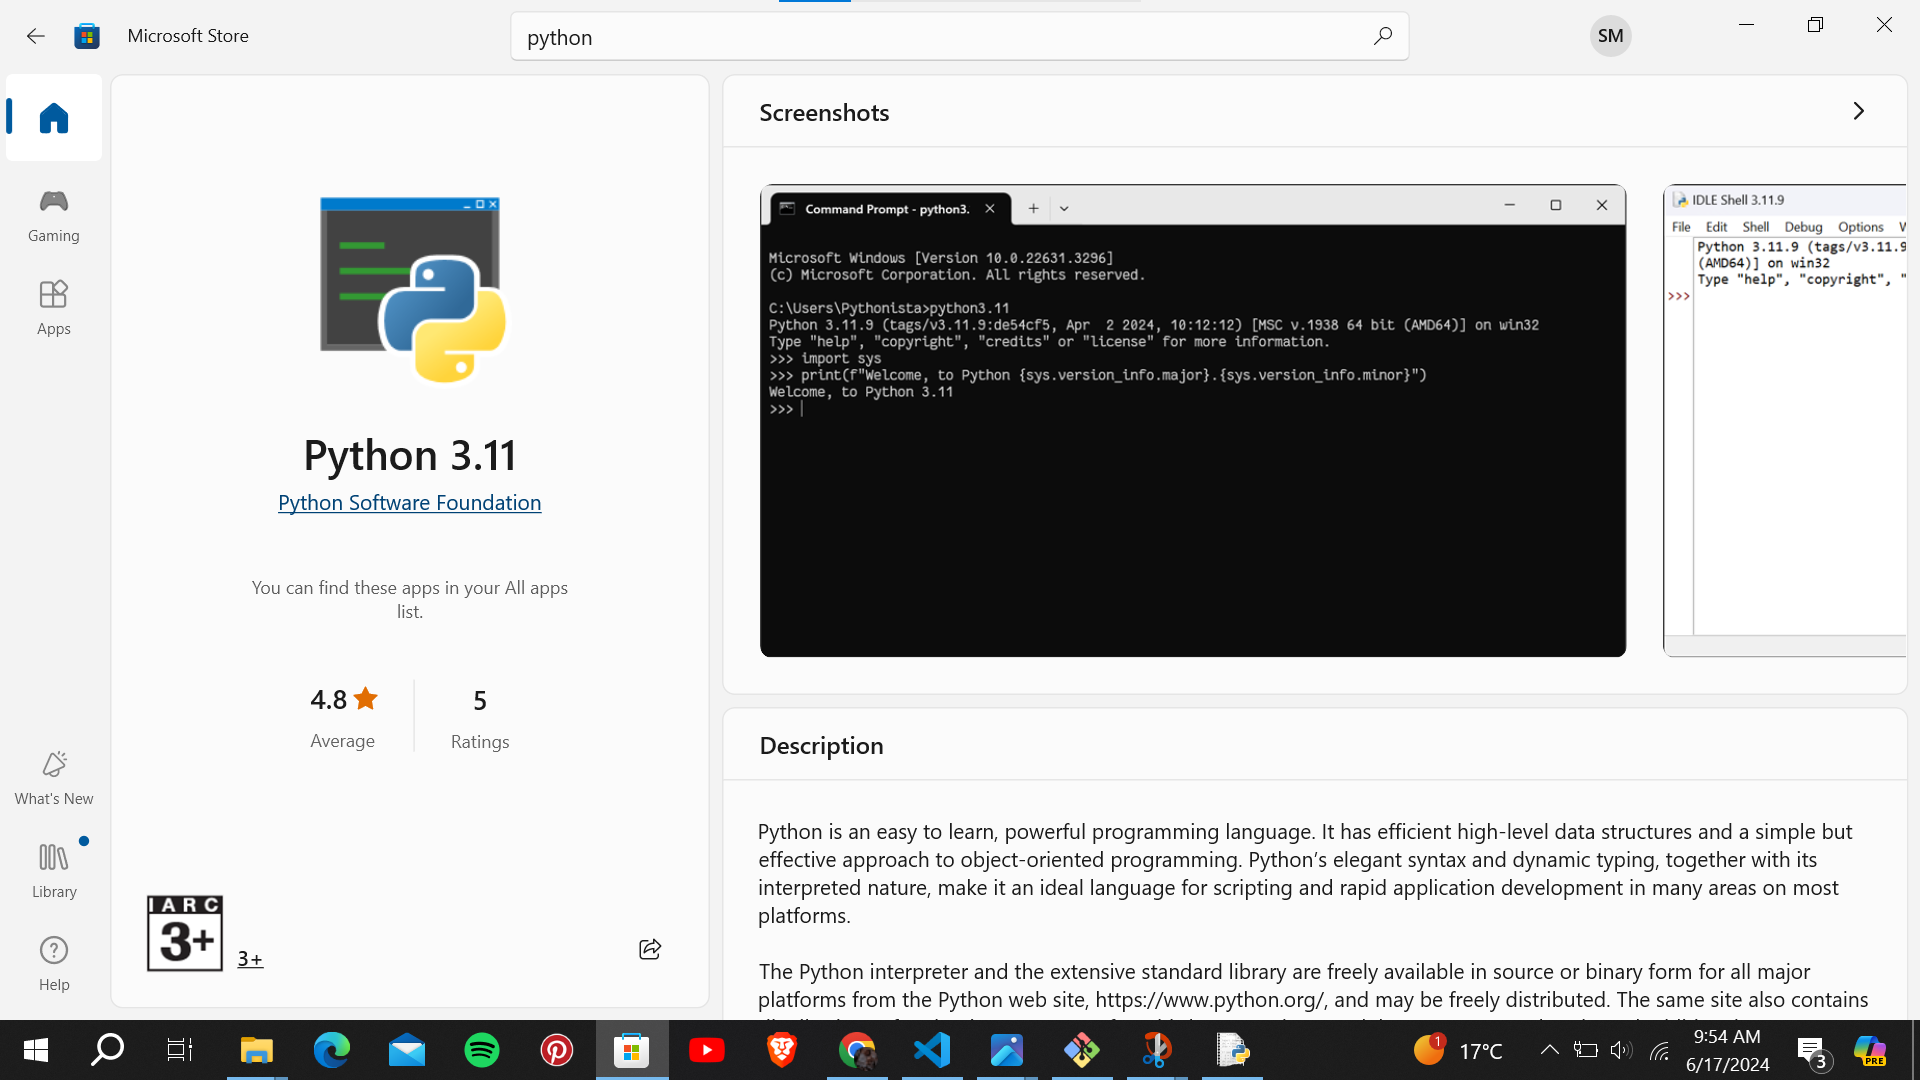 Microsoft Store
python
SM
Gaming
Apps
What's New
Library
Help
Python 3.11
Python Software Foundation
You can find these apps in your All apps
list.
4.8
Average
5
Ratings
IARC
3+
3+
Screenshots
Command Prompt - python3.
Microsoft Windows [Version 10.0.22631.3296]
(c) Microsoft Corporation. All rights reserved.
C:\Users\Pythonista>python3.11
Python 3.11.9 (tags/v3.11.9:de54cf5, Apr  2 2024, 10:12:12) [MSC v.1938 64 bit (AMD64)] on win32
Type "help", "copyright", "credits" or "license" for more information.
>>> import sys
>>> print(f"Welcome, to Python {sys.version_info.major}.{sys.version_info.minor}")
Welcome, to Python 3.11
>>>
IDLE Shell 3.11.9
File Edit Shell Debug Options
Python 3.11.9 (tags/v3.11.9
(AMD64)] on win32
Type "help", "copyright", "
>>>
Description
Python is an easy to learn, powerful programming language. It has efficient high-level data structures and a simple but
effective approach to object-oriented programming. Python’s elegant syntax and dynamic typing, together with its
interpreted nature, make it an ideal language for scripting and rapid application development in many areas on most
platforms.
The Python interpreter and the extensive standard library are freely available in source or binary form for all major
platforms from the Python web site, https://www.python.org/, and may be freely distributed. The same site also contains
1
17°C
9:54 AM
6/17/2024
3
PRE